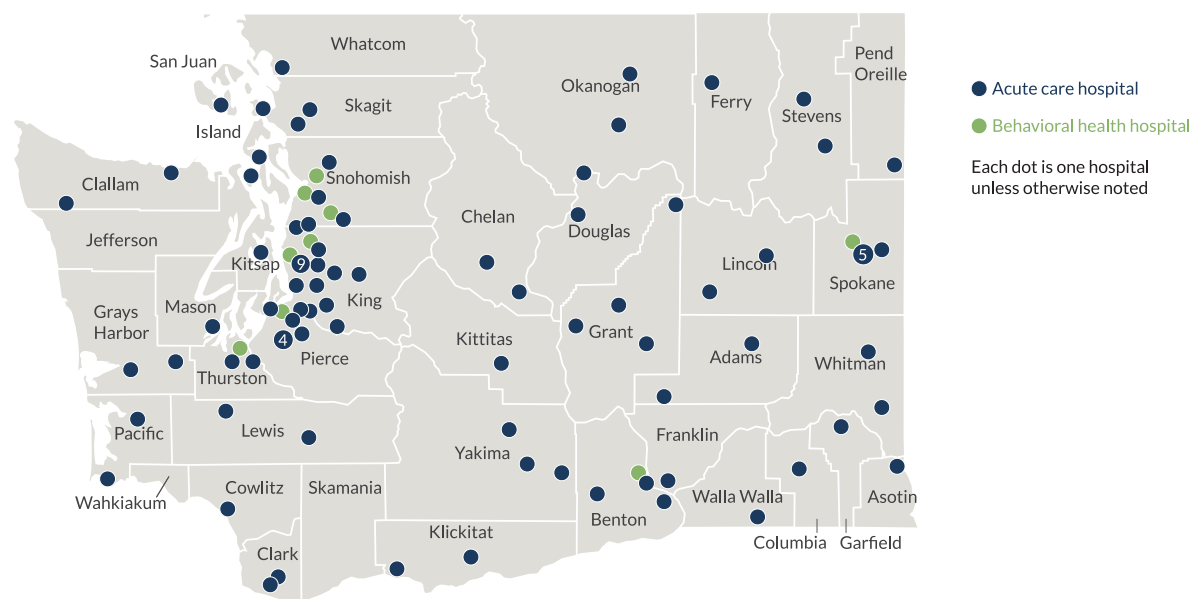 Whatcom
San Juan
Pend
Oreille
Okanogan
Ferry
Skagit
Stevens
Island
Clallam
Snohomish
Chelan
Douglas
Jefferson
Kitsap
9
Lincoln
5
Spokane
King
Mason
Grays
Harbor
Grant
4
Kittitas
Pierce
Adams
Whitman
Thurston
Pacific
Lewis
Franklin
Yakima
Cowlitz
Skamania
Wahkiakum
Walla Walla
Asotin
Benton
Klickitat
Columbia
Garfield
Clark
Acute care hospital
Behavioral health hospital
Each dot is one hospital
unless otherwise noted